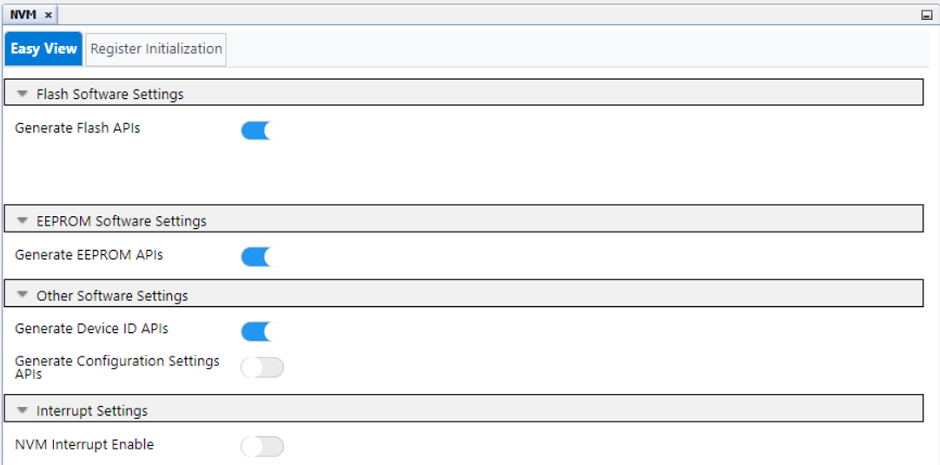 NVM
Easy View
Register Initialization
Flash Software Settings
Generate Flash APIs
EEPROM Software Settings
Generate EEPROM APIs
Other Software Settings
Generate Device ID APIs
Generate Configuration Settings
APIs
Interrupt Settings
NVM Interrupt Enable